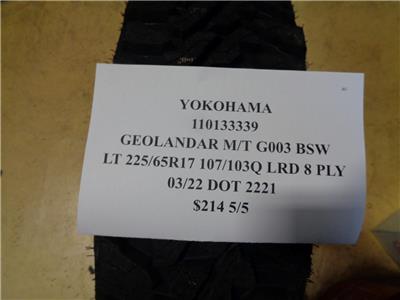 YOKOHAMA
110133339
GEOLANDAR M/T G003 BSW
LT 225/65R17 107/103Q LRD 8 PLY
03/22 DOT 2221
$214 5/5